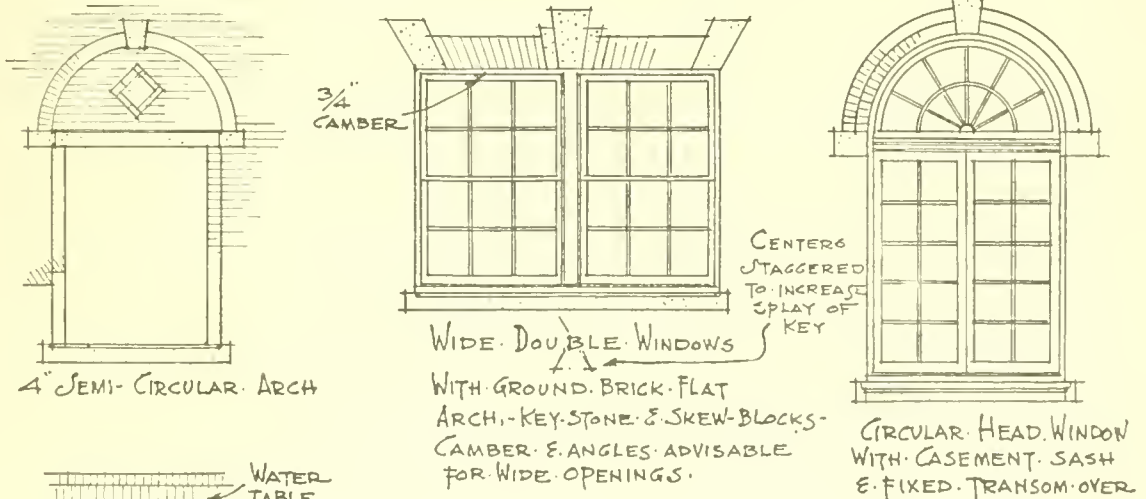 4" SEMI-CIRCULAR. ARCH
3/4"
CAMBER
CENTERS
STAGGERED
TO.INCREASE
SPLAY OF
KEY
WIDE.DOUBLE.WINDOWS
WITH.GROUND.BRICK.FLAT
ARCH,-KEY.STONE.&.SKEW-BLOCKS-
CAMBER.&.ANGLES.ADVISABLE
FOR.WIDE.OPENINGS.
CIRCULAR.HEAD.WINDOW
WITH.CASEMENT.SASH
&.FIXED.TRANSOM.OVER
WATER
TABLE